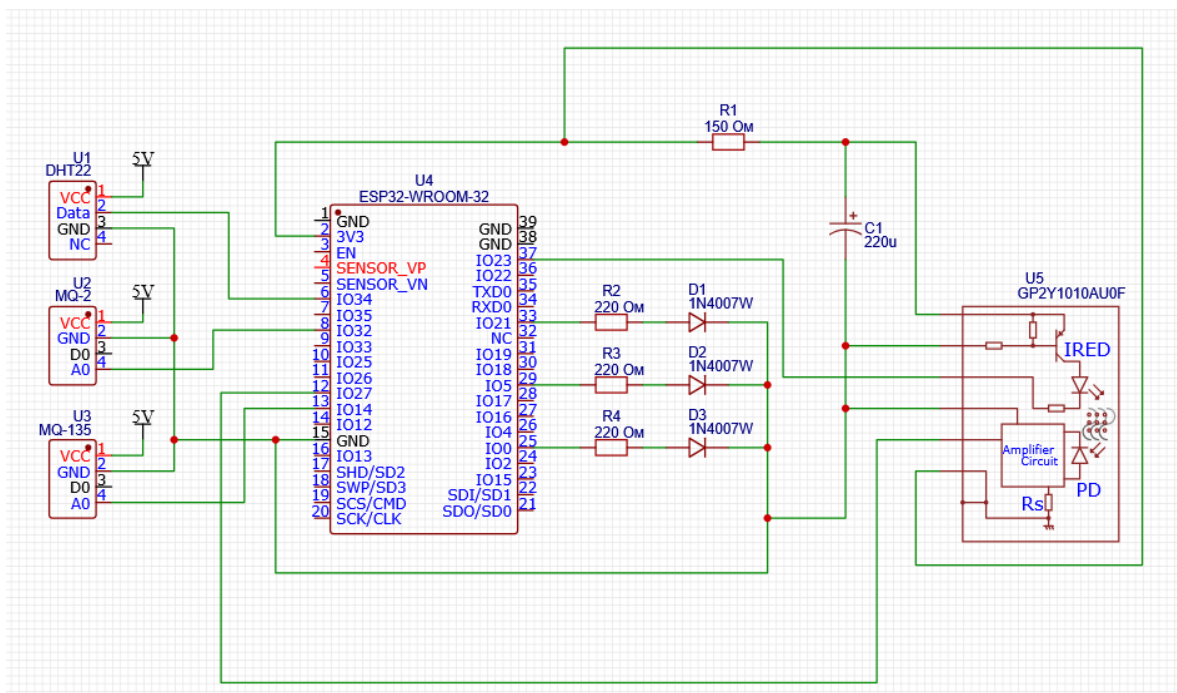 R1
150 Ом
U1
DHT22
5V
VCC 1
Data 2
GND 3
NC 4
U2
MQ-2
5V
VCC 1
GND 2
D0 3
A0 4
U3
MQ-135
5V
VCC 1
GND 2
D0 3
A0 4
U4
ESP32-WROOM-32
1 GND
2 3V3
3 EN
4 SENSOR_VP
5 SENSOR_VN
6 IO34
7 IO35
8 IO32
9 IO33
10 IO25
11 IO26
12 IO27
13 IO14
14 IO12
15 GND
16 IO13
17 SHD/SD2
18 SWP/SD3
19 SCS/CMD
20 SCK/CLK
GND 39
GND 38
IO23 37
IO22 36
TXD0 35
RXD0 34
IO21 33
NC 32
IO19 31
IO18 30
IO5 29
IO17 28
IO16 27
IO4 26
IO0 25
IO2 24
IO15 23
SDI/SD1 22
SDO/SD0 21
R2
220 Ом
D1
1N4007W
R3
220 Ом
D2
1N4007W
R4
220 Ом
D3
1N4007W
+
C1
220u
U5
GP2Y1010AU0F
IRED
Amplifier
Circuit
PD
Rs